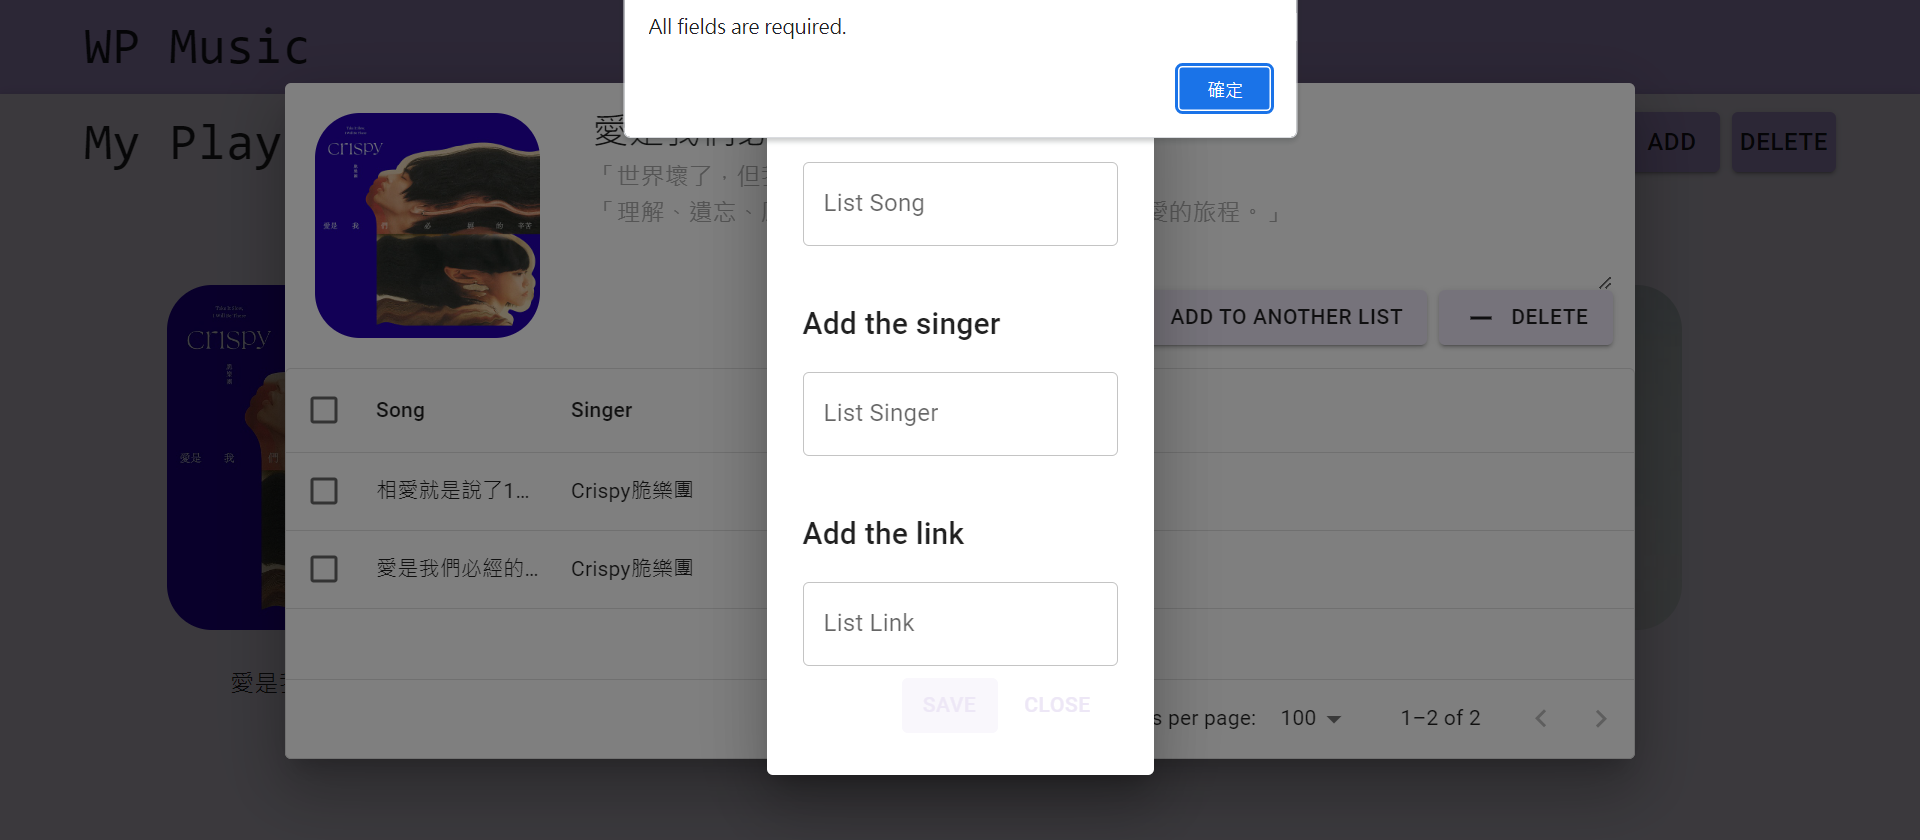 WP Music
All fields are required.
確定
My Play
ADD
DELETE
crispy
愛是 我 們 必 經 的 辛苦
愛是我們必
「世界壞了，但
「理解、遺忘、
愛的旅程。」
List Song
ADD TO ANOTHER LIST
DELETE
Add the singer
List Singer
crispy
愛是 我 們
Song
Singer
相愛就是說了1...
Crispy脆樂團
愛是我們必經的...
Crispy脆樂團
Add the link
List Link
愛是
SAVE
CLOSE
s per page:
100
1–2 of 2